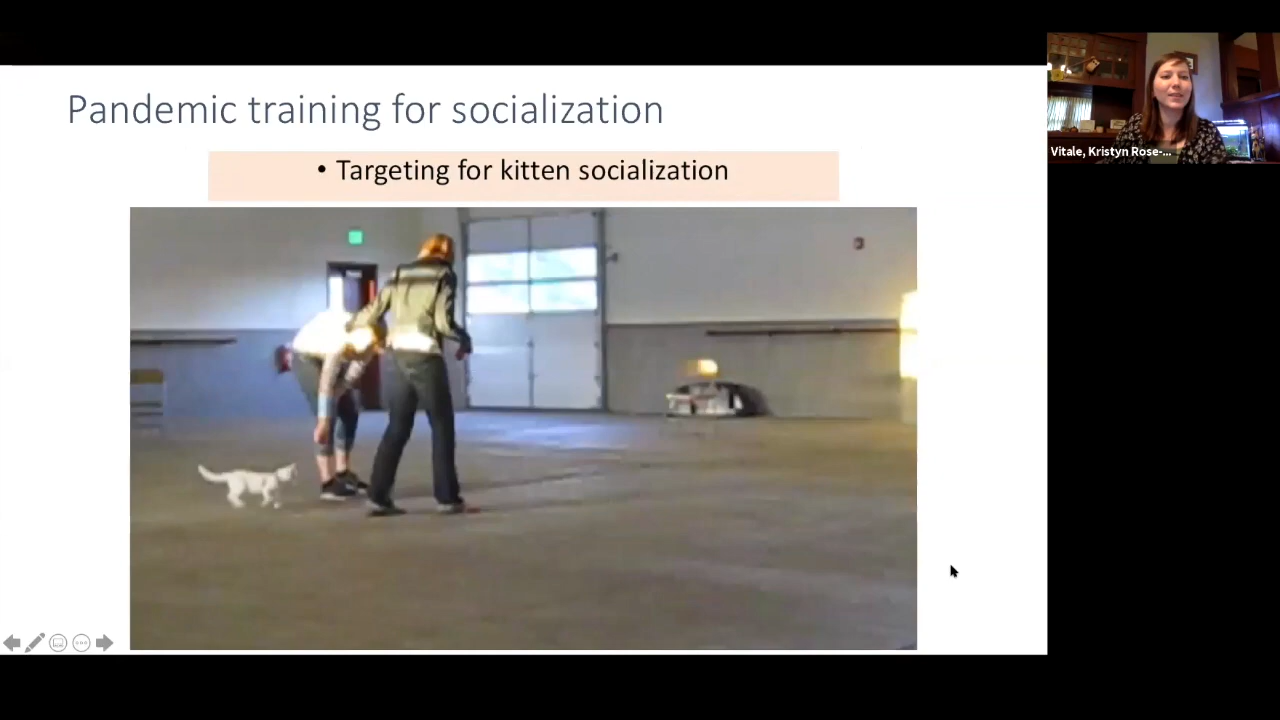 Pandemic training for socialization
• Targeting for kitten socialization
Vitale, Kristyn Rose-...